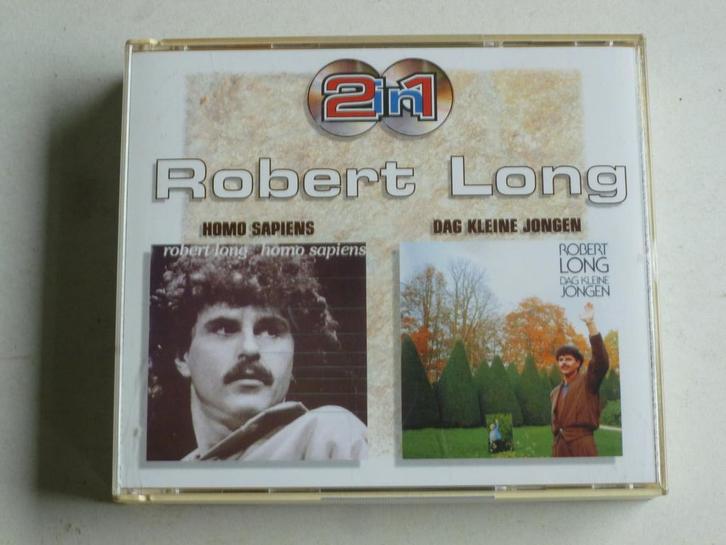 2in1
Robert Long
HOMO SAPIENS
DAG KLEINE JONGEN
robert long homo sapiens
ROBERT
LONG
DAG KLEINE
JONGEN